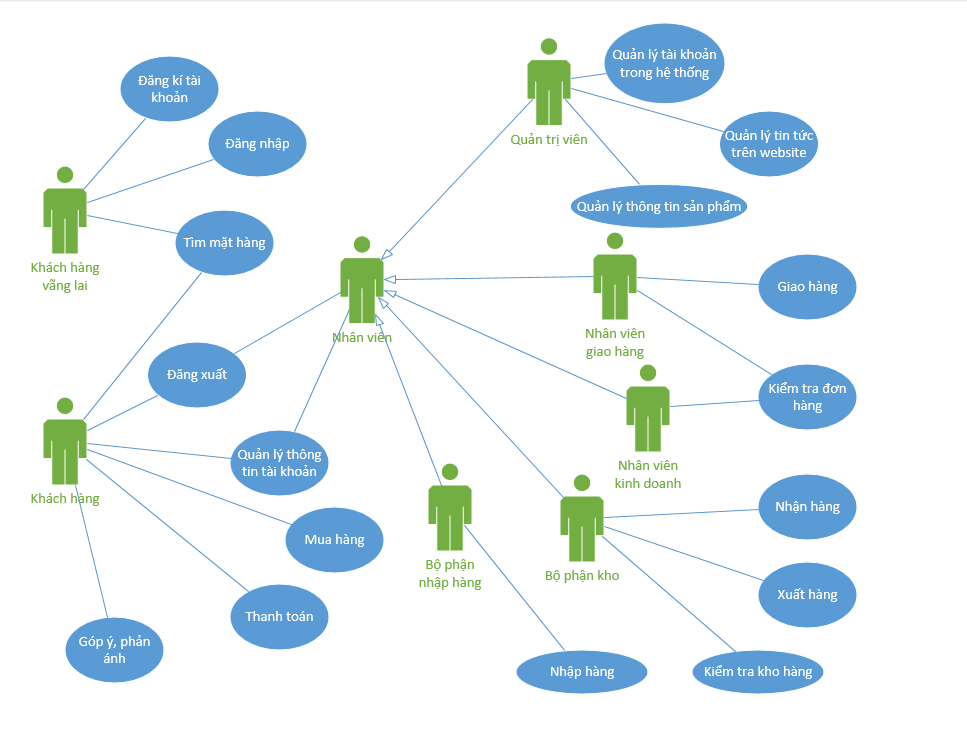 Quản lý tài khoản
trong hệ thống
Đăng kí tài
khoản
Quản trị viên
Quản lý tin tức
trên website
Đăng nhập
Quản lý thông tin sản phẩm
Tìm mặt hàng
Khách hàng
vãng lai
Giao hàng
Nhân viên
Nhân viên
giao hàng
Đăng xuất
Kiểm tra đơn
hàng
Quản lý thông
tin tài khoản
Nhân viên
kinh doanh
Khách hàng
Nhận hàng
Mua hàng
Bộ phận
nhập hàng
Bộ phận kho
Xuất hàng
Thanh toán
Góp ý, phản
ánh
Nhập hàng
Kiểm tra kho hàng